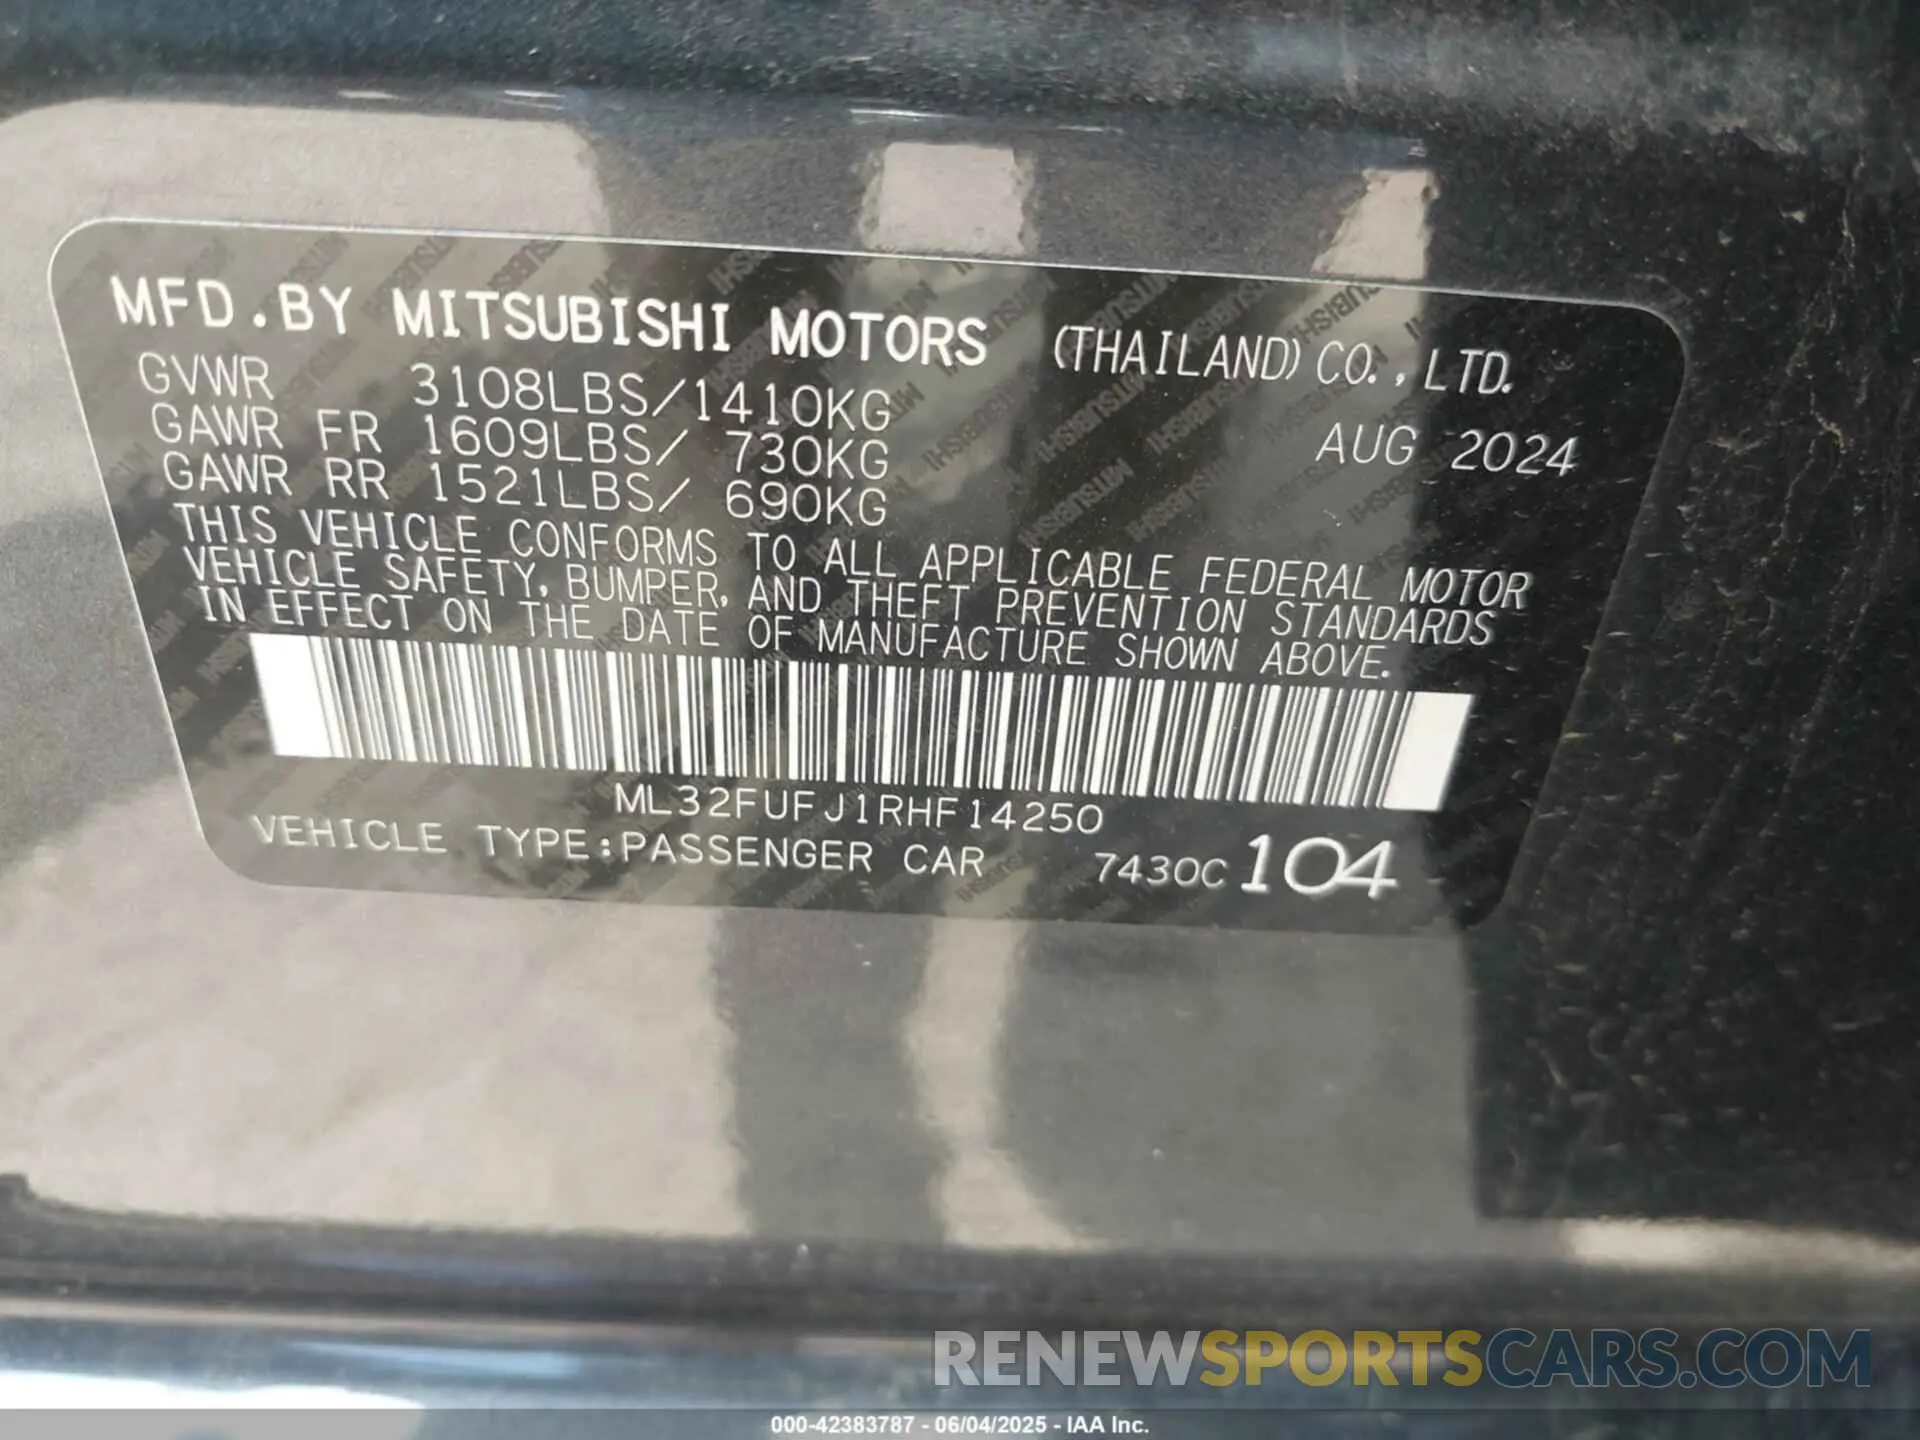 MFD.BY MITSUBISHI MOTORS (THAILAND) CO.,LTD.
GVWR 3108LBS/1410KG
GAWR FR 1609LBS/ 730KG AUG 2024
GAWR RR 1521LBS/ 690KG
THIS VEHICLE CONFORMS TO ALL APPLICABLE FEDERAL MOTOR
VEHICLE SAFETY, BUMPER, AND THEFT PREVENTION STANDARDS
IN EFFECT ON THE DATE OF MANUFACTURE SHOWN ABOVE.
ML32FUFJ1RHF14250
VEHICLE TYPE:PASSENGER CAR 7430C 104
RENEWSPORTSCARS.COM
000-42383787 - 06/04/2025 - IAA Inc.